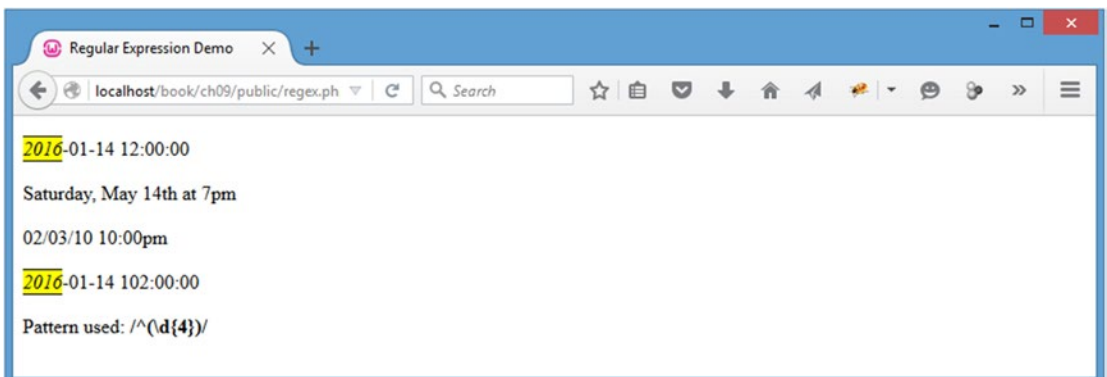 Regular Expression Demo
localhost/book/ch09/public/regex.ph
Search
2016-01-14 12:00:00
Saturday, May 14th at 7pm
02/03/10 10:00pm
2016-01-14 102:00:00
Pattern used: /^(\d{4})/